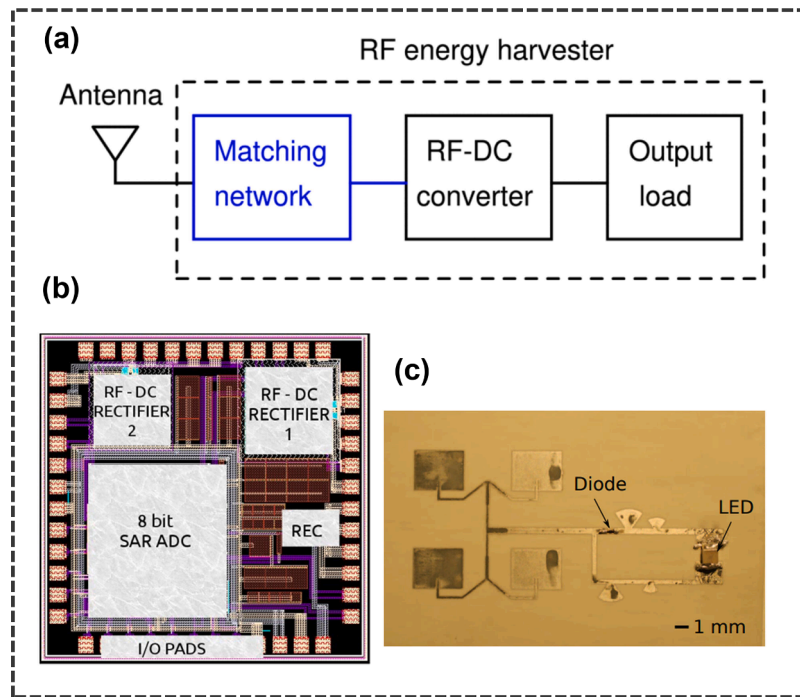 (a)
RF energy harvester
Antenna
Matching
network
RF-DC
converter
Output
load
(b)
RF - DC
RECTIFIER
2
RF - DC
RECTIFIER
1
8 bit
SAR ADC
REC
I/O PADS
(c)
Diode
LED
1 mm